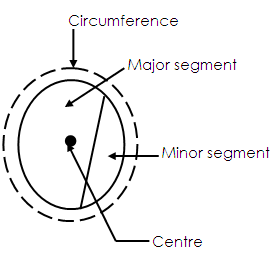 Circumference
Major segment
Minor segment
Centre